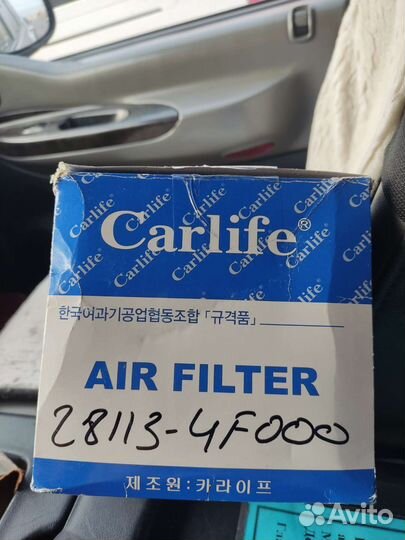 Carlife®
한국여과기공업협동조합「규격품」
AIR FILTER
28113-4F000
제조원:카라이프
Avito